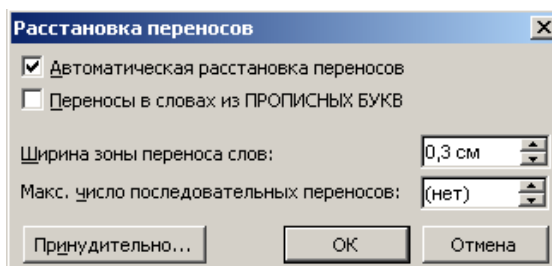 Расстановка переносов
Автоматическая расстановка переносов
Переносы в словах из ПРОПИСНЫХ БУКВ
Ширина зоны переноса слов: 0,3 см
Макс. число последовательных переносов: (нет)
Принудительно... ОК Отмена